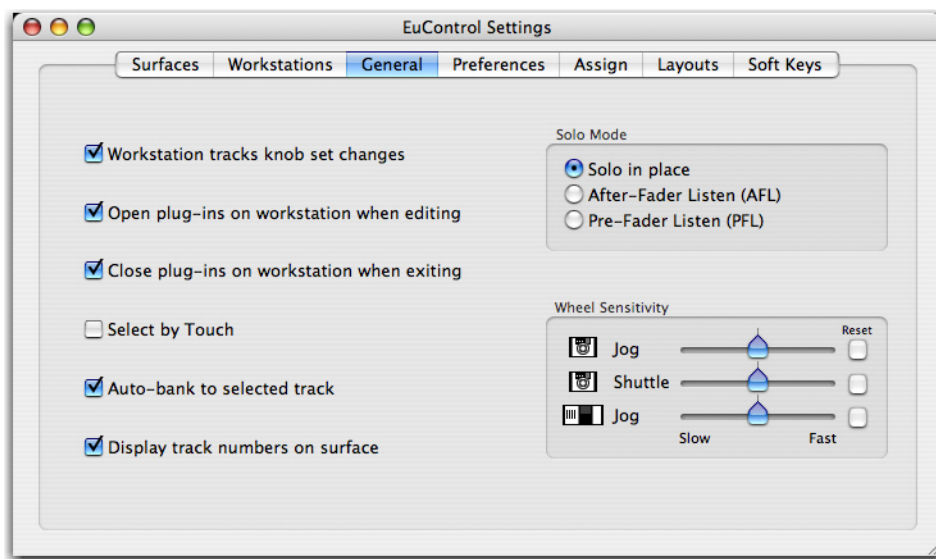 EuControl Settings
Surfaces Workstations General Preferences Assign Layouts Soft Keys
Workstation tracks knob set changes
Open plug-ins on workstation when editing
Close plug-ins on workstation when exiting
Select by Touch
Auto-bank to selected track
Display track numbers on surface
Solo Mode
Solo in place
After-Fader Listen (AFL)
Pre-Fader Listen (PFL)
Wheel Sensitivity
Reset
Jog
Shuttle
Jog
Slow Fast